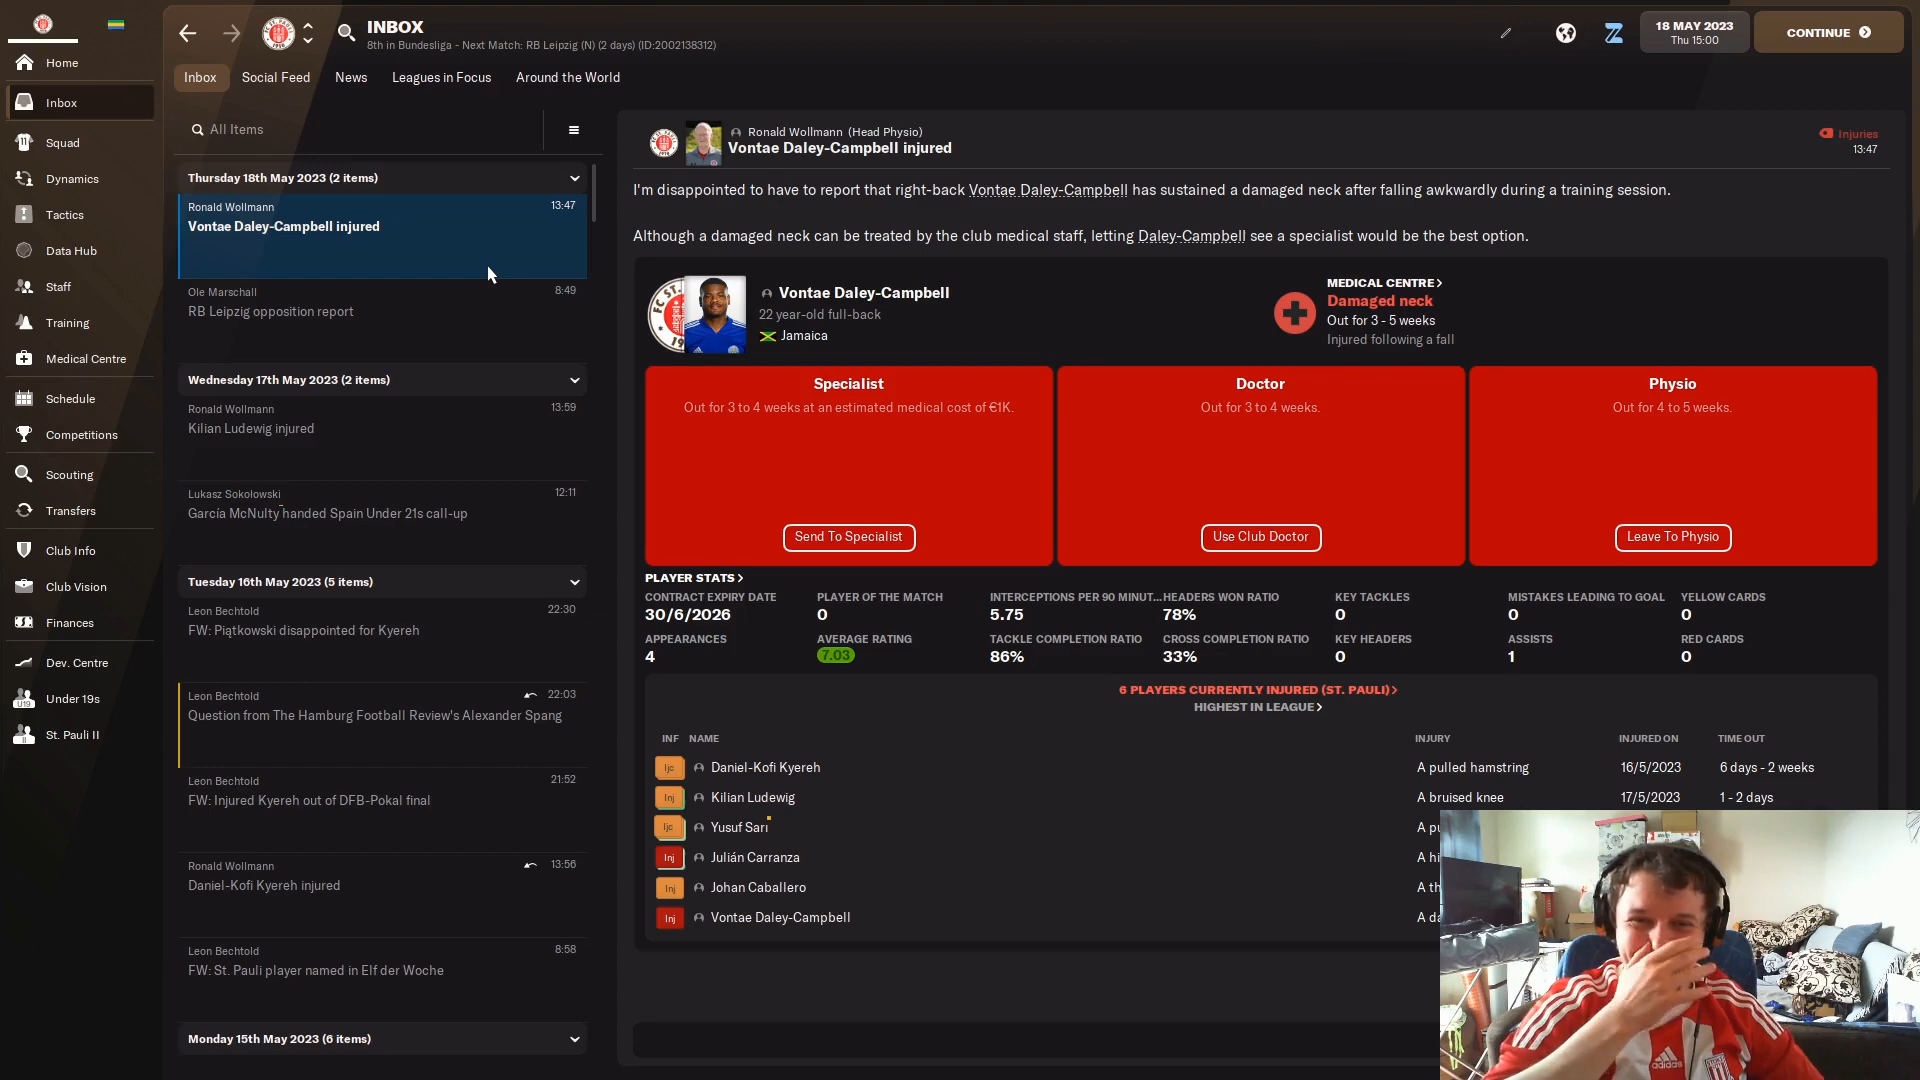 INBOX
8th in Bundesliga - Next Match: RB Leipzig (N) (2 days) (ID:2002138312)
18 MAY 2023
Thu 15:00
CONTINUE
Home
Inbox
Squad
Dynamics
Tactics
Data Hub
Staff
Training
Medical Centre
Schedule
Competitions
Scouting
Transfers
Club Info
Club Vision
Finances
Dev. Centre
Under 19s
St. Pauli II
Inbox
Social Feed
News
Leagues in Focus
Around the World
All Items
Thursday 18th May 2023 (2 items)
Ronald Wollmann
13:47
Vontae Daley-Campbell injured
Ole Marschall
8:49
RB Leipzig opposition report
Wednesday 17th May 2023 (2 items)
Ronald Wollmann
13:59
Kilian Ludewig injured
Lukasz Sokołowski
12:11
García McNulty handed Spain Under 21s call-up
Tuesday 16th May 2023 (5 items)
Leon Bechtold
22:30
FW: Piątkowski disappointed for Kyereh
Leon Bechtold
22:03
Question from The Hamburg Football Review's Alexander Spang
Leon Bechtold
21:52
FW: Injured Kyereh out of DFB-Pokal final
Ronald Wollmann
13:56
Daniel-Kofi Kyereh injured
Leon Bechtold
8:58
FW: St. Pauli player named in Elf der Woche
Monday 15th May 2023 (6 items)
Ronald Wollmann (Head Physio)
Vontae Daley-Campbell injured
Injuries
13:47
I'm disappointed to have to report that right-back Vontae Daley-Campbell has sustained a damaged neck after falling awkwardly during a training session.
Although a damaged neck can be treated by the club medical staff, letting Daley-Campbell see a specialist would be the best option.
Vontae Daley-Campbell
22 year-old full-back
Jamaica
MEDICAL CENTRE
Damaged neck
Out for 3 - 5 weeks
Injured following a fall
Specialist
Out for 3 to 4 weeks at an estimated medical cost of €1K.
Send To Specialist
Doctor
Out for 3 to 4 weeks.
Use Club Doctor
Physio
Out for 4 to 5 weeks.
Leave To Physio
PLAYER STATS
CONTRACT EXPIRY DATE
30/6/2026
PLAYER OF THE MATCH
0
INTERCEPTIONS PER 90 MINUT...
5.75
HEADERS WON RATIO
78%
KEY TACKLES
0
MISTAKES LEADING TO GOAL
0
YELLOW CARDS
0
APPEARANCES
4
AVERAGE RATING
7.03
TACKLE COMPLETION RATIO
86%
CROSS COMPLETION RATIO
33%
KEY HEADERS
0
ASSISTS
1
RED CARDS
0
6 PLAYERS CURRENTLY INJURED (ST. PAULI)
HIGHEST IN LEAGUE
INF NAME INJURY INJURED ON TIME OUT
Ijc Daniel-Kofi Kyereh A pulled hamstring 16/5/2023 6 days - 2 weeks
Inj Kilian Ludewig A bruised knee 17/5/2023 1 - 2 days
Ijc Yusuf Sarı A pu
Inj Julián Carranza A hi
Inj Johan Caballero A th
Inj Vontae Daley-Campbell A da
adidas